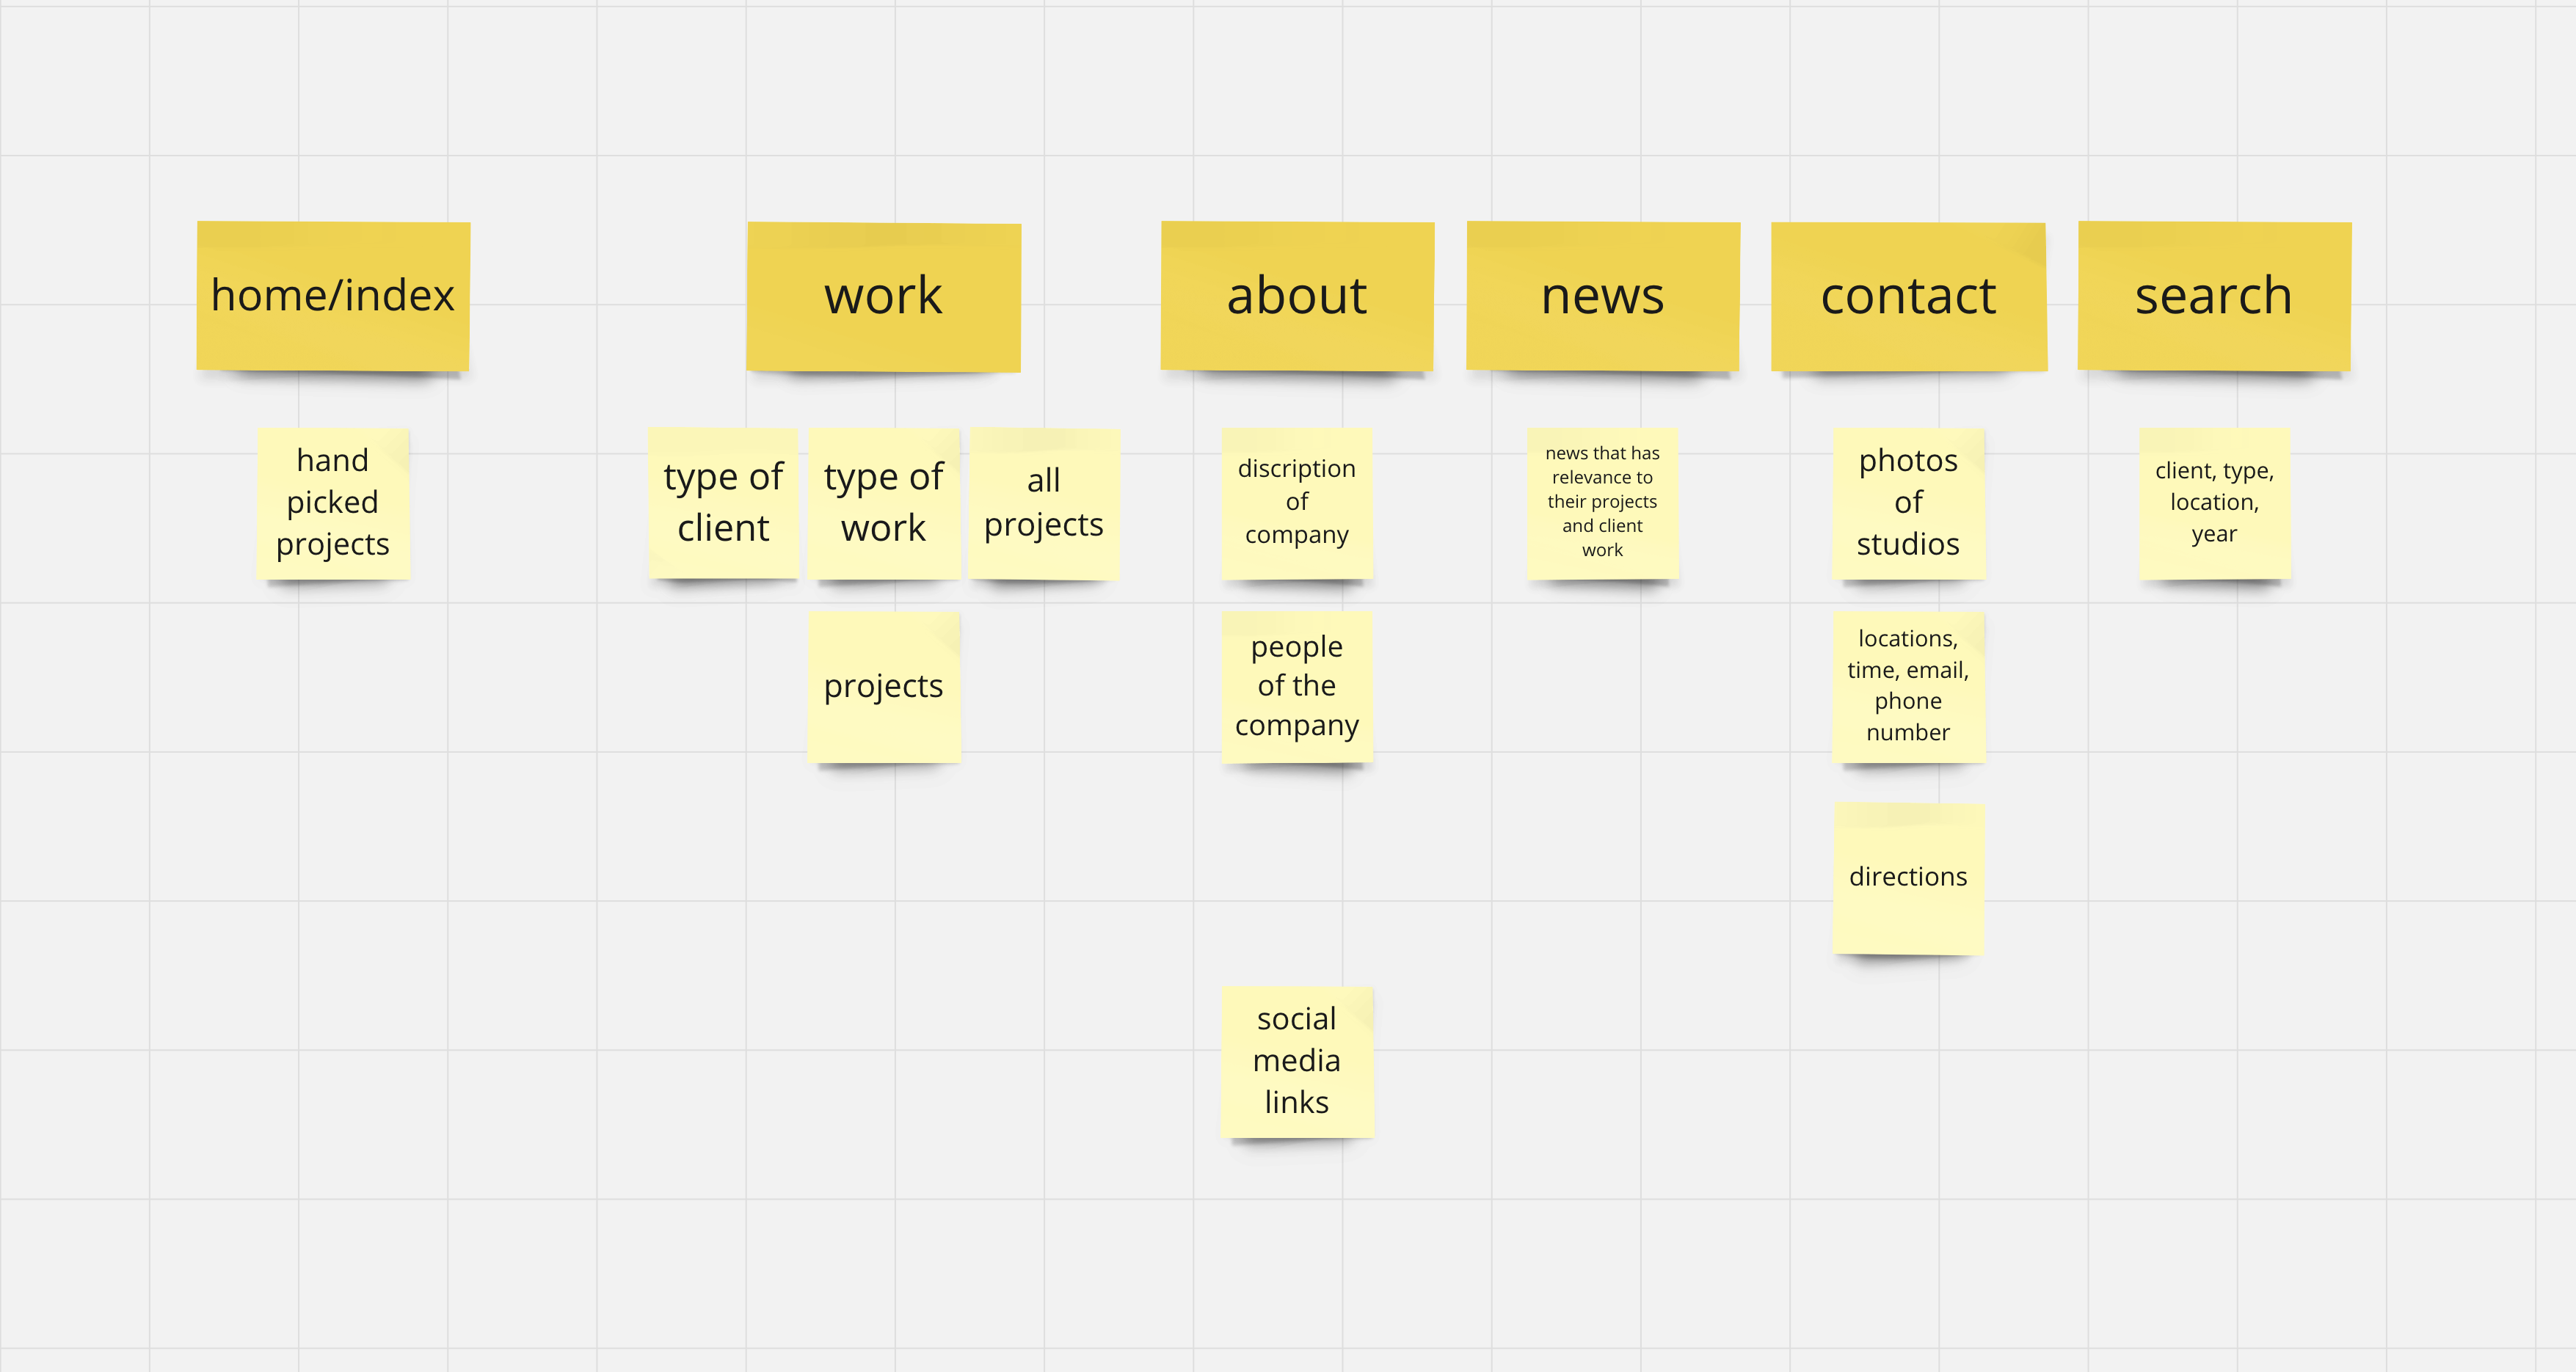 home/index
work
about
news
contact
search
hand
picked
projects
type of
client
type of
work
all
projects
discription
of
company
news that has
relevance to
their projects
and client
work
photos
of
studios
client, type,
location,
year
projects
people
of the
company
locations,
time, email,
phone
number
directions
social
media
links